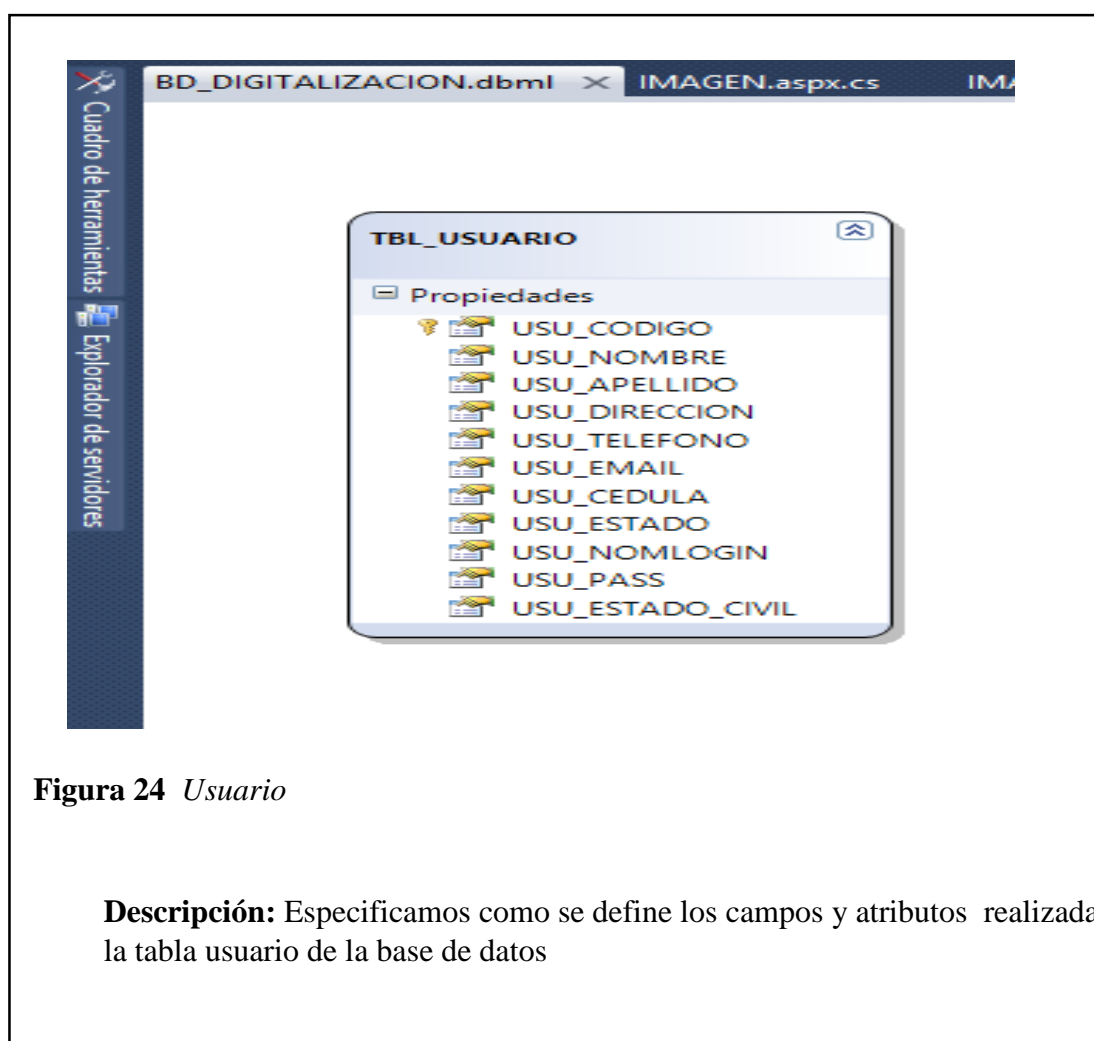 BD_DIGITALIZACION.dbml
IMAGEN.aspx.cs
Cuadro de herramientas
Explorador de servidores
TBL_USUARIO
Propiedades
USU_CODIGO
USU_NOMBRE
USU_APELLIDO
USU_DIRECCION
USU_TELEFONO
USU_EMAIL
USU_CEDULA
USU_ESTADO
USU_NOMLOGIN
USU_PASS
USU_ESTADO_CIVIL
Figura 24 Usuario
Descripción: Especificamos como se define los campos y atributos realizada
la tabla usuario de la base de datos